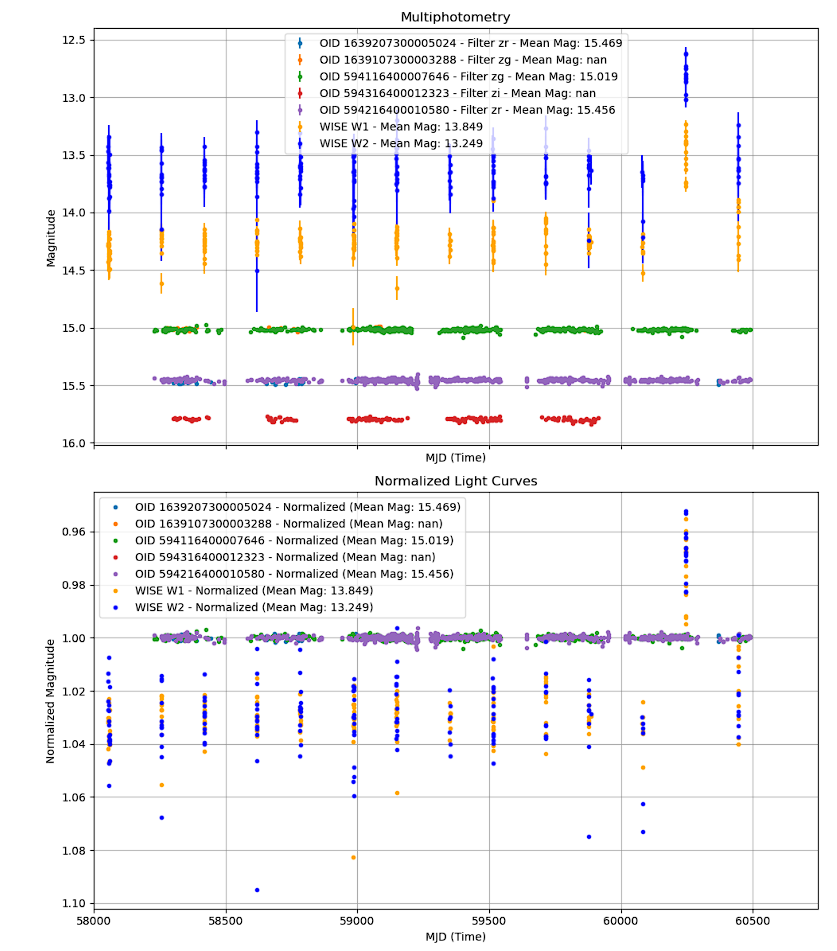 Multiphotometry
OID 1639207300005024 - Filter zr - Mean Mag: 15.469
OID 1639107300003288 - Filter zg - Mean Mag: nan
OID 594116400007646 - Filter zg - Mean Mag: 15.019
OID 594316400012323 - Filter zi - Mean Mag: nan
OID 594216400010580 - Filter zr - Mean Mag: 15.456
WISE W1 - Mean Mag: 13.849
WISE W2 - Mean Mag: 13.249
12.5
13.0
13.5
14.0
14.5
15.0
15.5
16.0
Magnitude
MJD (Time)
Normalized Light Curves
OID 1639207300005024 - Normalized (Mean Mag: 15.469)
OID 1639107300003288 - Normalized (Mean Mag: nan)
OID 594116400007646 - Normalized (Mean Mag: 15.019)
OID 594316400012323 - Normalized (Mean Mag: nan)
OID 594216400010580 - Normalized (Mean Mag: 15.456)
WISE W1 - Normalized (Mean Mag: 13.849)
WISE W2 - Normalized (Mean Mag: 13.249)
0.96
0.98
1.00
1.02
1.04
1.06
1.08
1.10
Normalized Magnitude
58000 58500 59000 59500 60000 60500
MJD (Time)